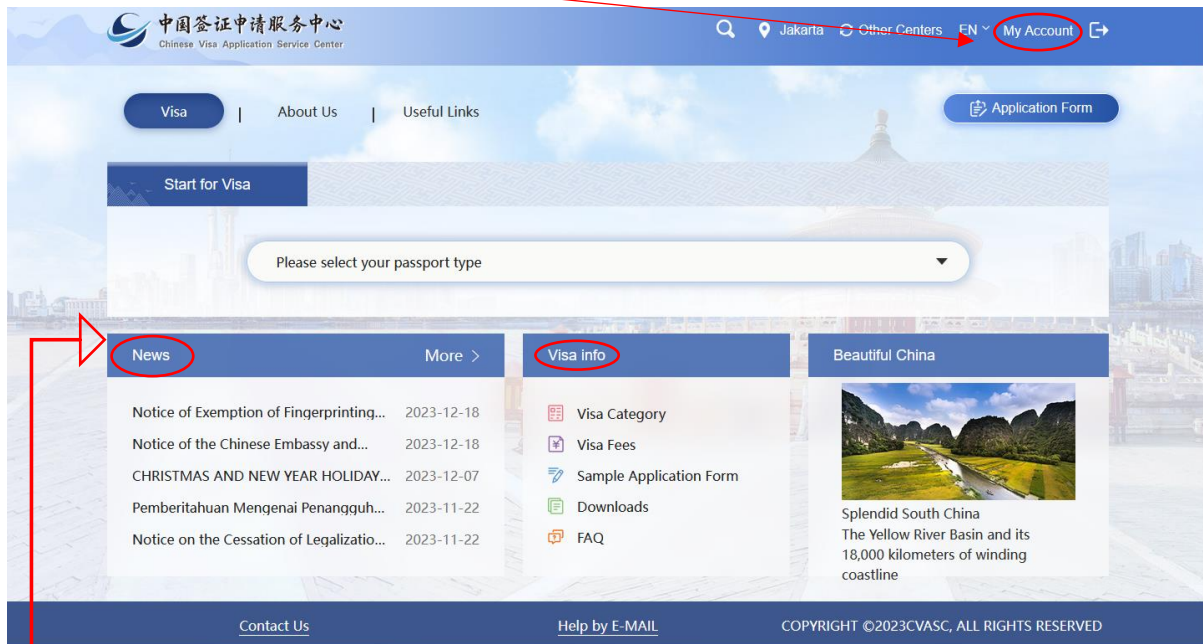 中国签证申请服务中心
Chinese Visa Application Service Center
Jakarta
Other Centers
EN
My Account
Visa | About Us | Useful Links
Application Form
Start for Visa
Please select your passport type
News More >
Notice of Exemption of Fingerprinting... 2023-12-18
Notice of the Chinese Embassy and... 2023-12-18
CHRISTMAS AND NEW YEAR HOLIDAY... 2023-12-07
Pemberitahuan Mengenai Penangguh... 2023-11-22
Notice on the Cessation of Legalizatio... 2023-11-22
Visa info
Visa Category
Visa Fees
Sample Application Form
Downloads
FAQ
Beautiful China
Splendid South China
The Yellow River Basin and its
18,000 kilometers of winding
coastline
Contact Us
Help by E-MAIL
COPYRIGHT ©2023CVASC, ALL RIGHTS RESERVED